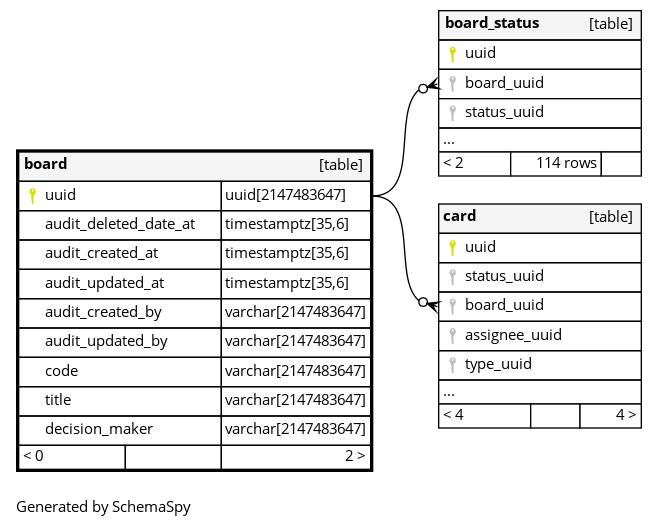 board_status [table]
uuid
board_uuid
status_uuid
...
< 2 114 rows
board [table]
uuid uuid[2147483647]
audit_deleted_date_at timestamptz[35,6]
audit_created_at timestamptz[35,6]
audit_updated_at timestamptz[35,6]
audit_created_by varchar[2147483647]
audit_updated_by varchar[2147483647]
code varchar[2147483647]
title varchar[2147483647]
decision_maker varchar[2147483647]
< 0 2 >
card [table]
uuid
status_uuid
board_uuid
assignee_uuid
type_uuid
...
< 4 4 >
Generated by SchemaSpy